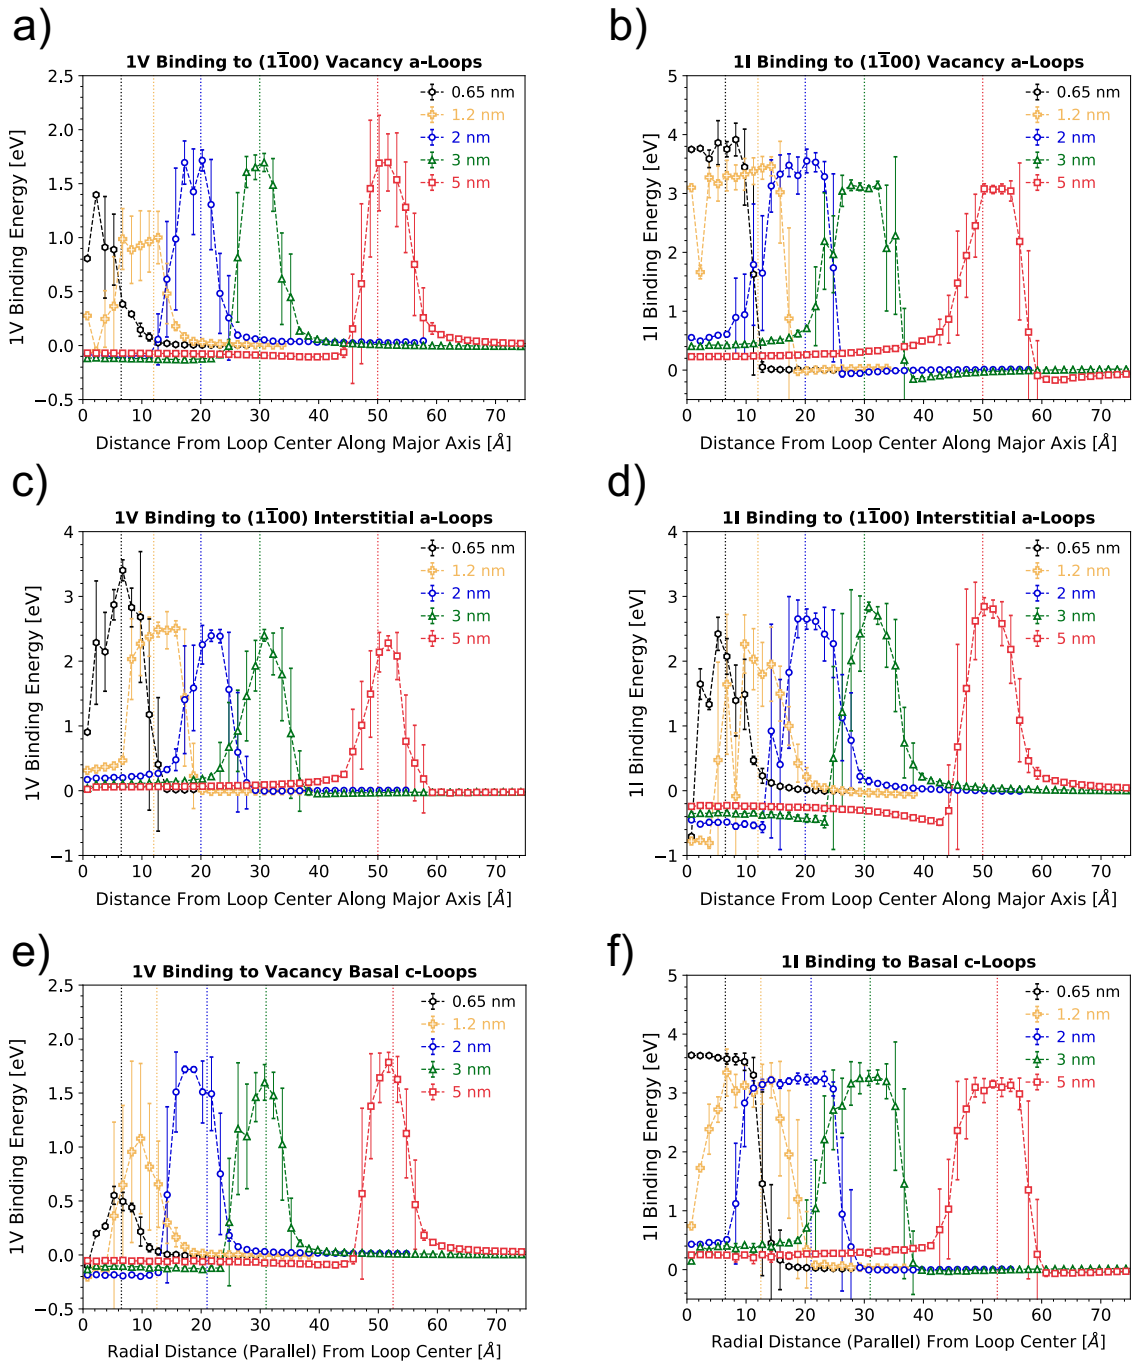 a)
1V Binding to (11̅00) Vacancy a-Loops
1V Binding Energy [eV]
2.5
2.0
1.5
1.0
0.5
0.0
−0.5
0.65 nm
1.2 nm
2 nm
3 nm
5 nm
0 10 20 30 40 50 60 70
Distance From Loop Center Along Major Axis [Å]
b)
1I Binding to (11̅00) Vacancy a-Loops
1I Binding Energy [eV]
5
4
3
2
1
0
0.65 nm
1.2 nm
2 nm
3 nm
5 nm
0 10 20 30 40 50 60 70
Distance From Loop Center Along Major Axis [Å]
c)
1V Binding to (11̅00) Interstitial a-Loops
1V Binding Energy [eV]
4
3
2
1
0
−1
0.65 nm
1.2 nm
2 nm
3 nm
5 nm
0 10 20 30 40 50 60 70
Distance From Loop Center Along Major Axis [Å]
d)
1I Binding to (11̅00) Interstitial a-Loops
1I Binding Energy [eV]
4
3
2
1
0
−1
0.65 nm
1.2 nm
2 nm
3 nm
5 nm
0 10 20 30 40 50 60 70
Distance From Loop Center Along Major Axis [Å]
e)
1V Binding to Vacancy Basal c-Loops
1V Binding Energy [eV]
2.5
2.0
1.5
1.0
0.5
0.0
−0.5
0.65 nm
1.2 nm
2 nm
3 nm
5 nm
0 10 20 30 40 50 60 70
Radial Distance (Parallel) From Loop Center [Å]
f)
1I Binding to Basal c-Loops
1I Binding Energy [eV]
5
4
3
2
1
0
0.65 nm
1.2 nm
2 nm
3 nm
5 nm
0 10 20 30 40 50 60 70
Radial Distance (Parallel) From Loop Center [Å]